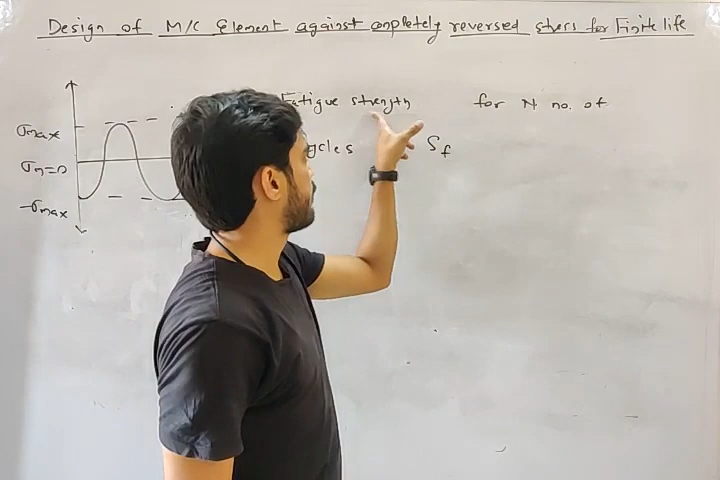 Design of M/C Element against completely reversed stress for Finite life
Fatigue strength for N no. of
cycles Sf
σmax
σm=0
-σmax